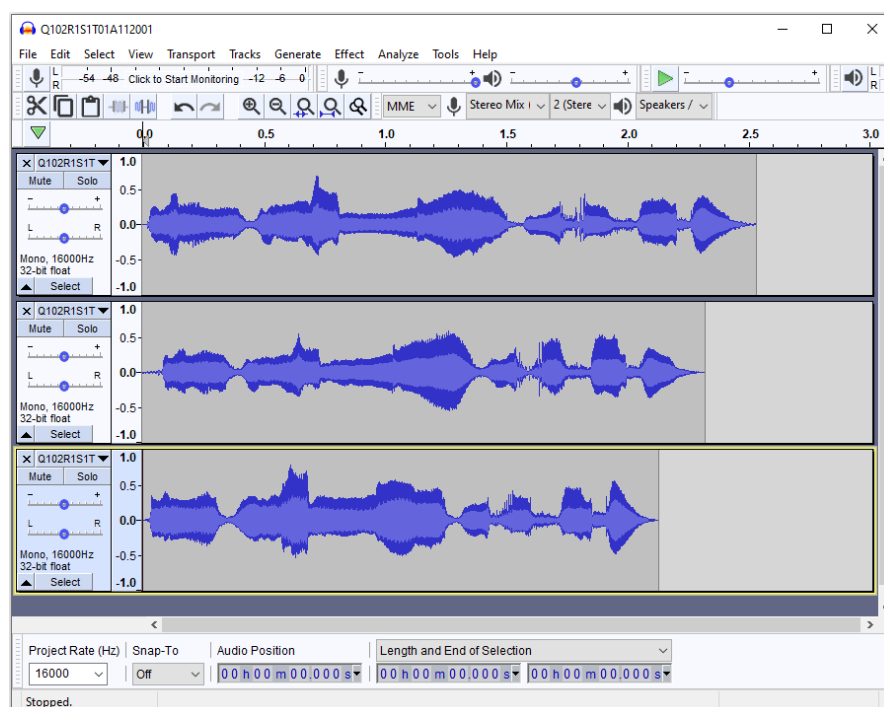 Q102R1S1T01A112001
File Edit Select View Transport Tracks Generate Effect Analyze Tools Help
L R -54 -48 Click to Start Monitoring -12 -6 0 - + - + - + L R
MME Stereo Mix ( 2 (Stere Speakers /
0.0 0.5 1.0 1.5 2.0 2.5 3.0
X Q102R1S1T
Mute Solo
- +
L R
Mono, 16000Hz
32-bit float
Select
1.0
0.5-
0.0-
-0.5-
-1.0
X Q102R1S1T
Mute Solo
- +
L R
Mono, 16000Hz
32-bit float
Select
1.0
0.5-
0.0-
-0.5-
-1.0
X Q102R1S1T
Mute Solo
- +
L R
Mono, 16000Hz
32-bit float
Select
1.0
0.5-
0.0-
-0.5-
-1.0
Project Rate (Hz) Snap-To Audio Position Length and End of Selection
16000 Off 00 h 00 m 00.000 s 00 h 00 m 00.000 s 00 h 00 m 00.000 s
Stopped.